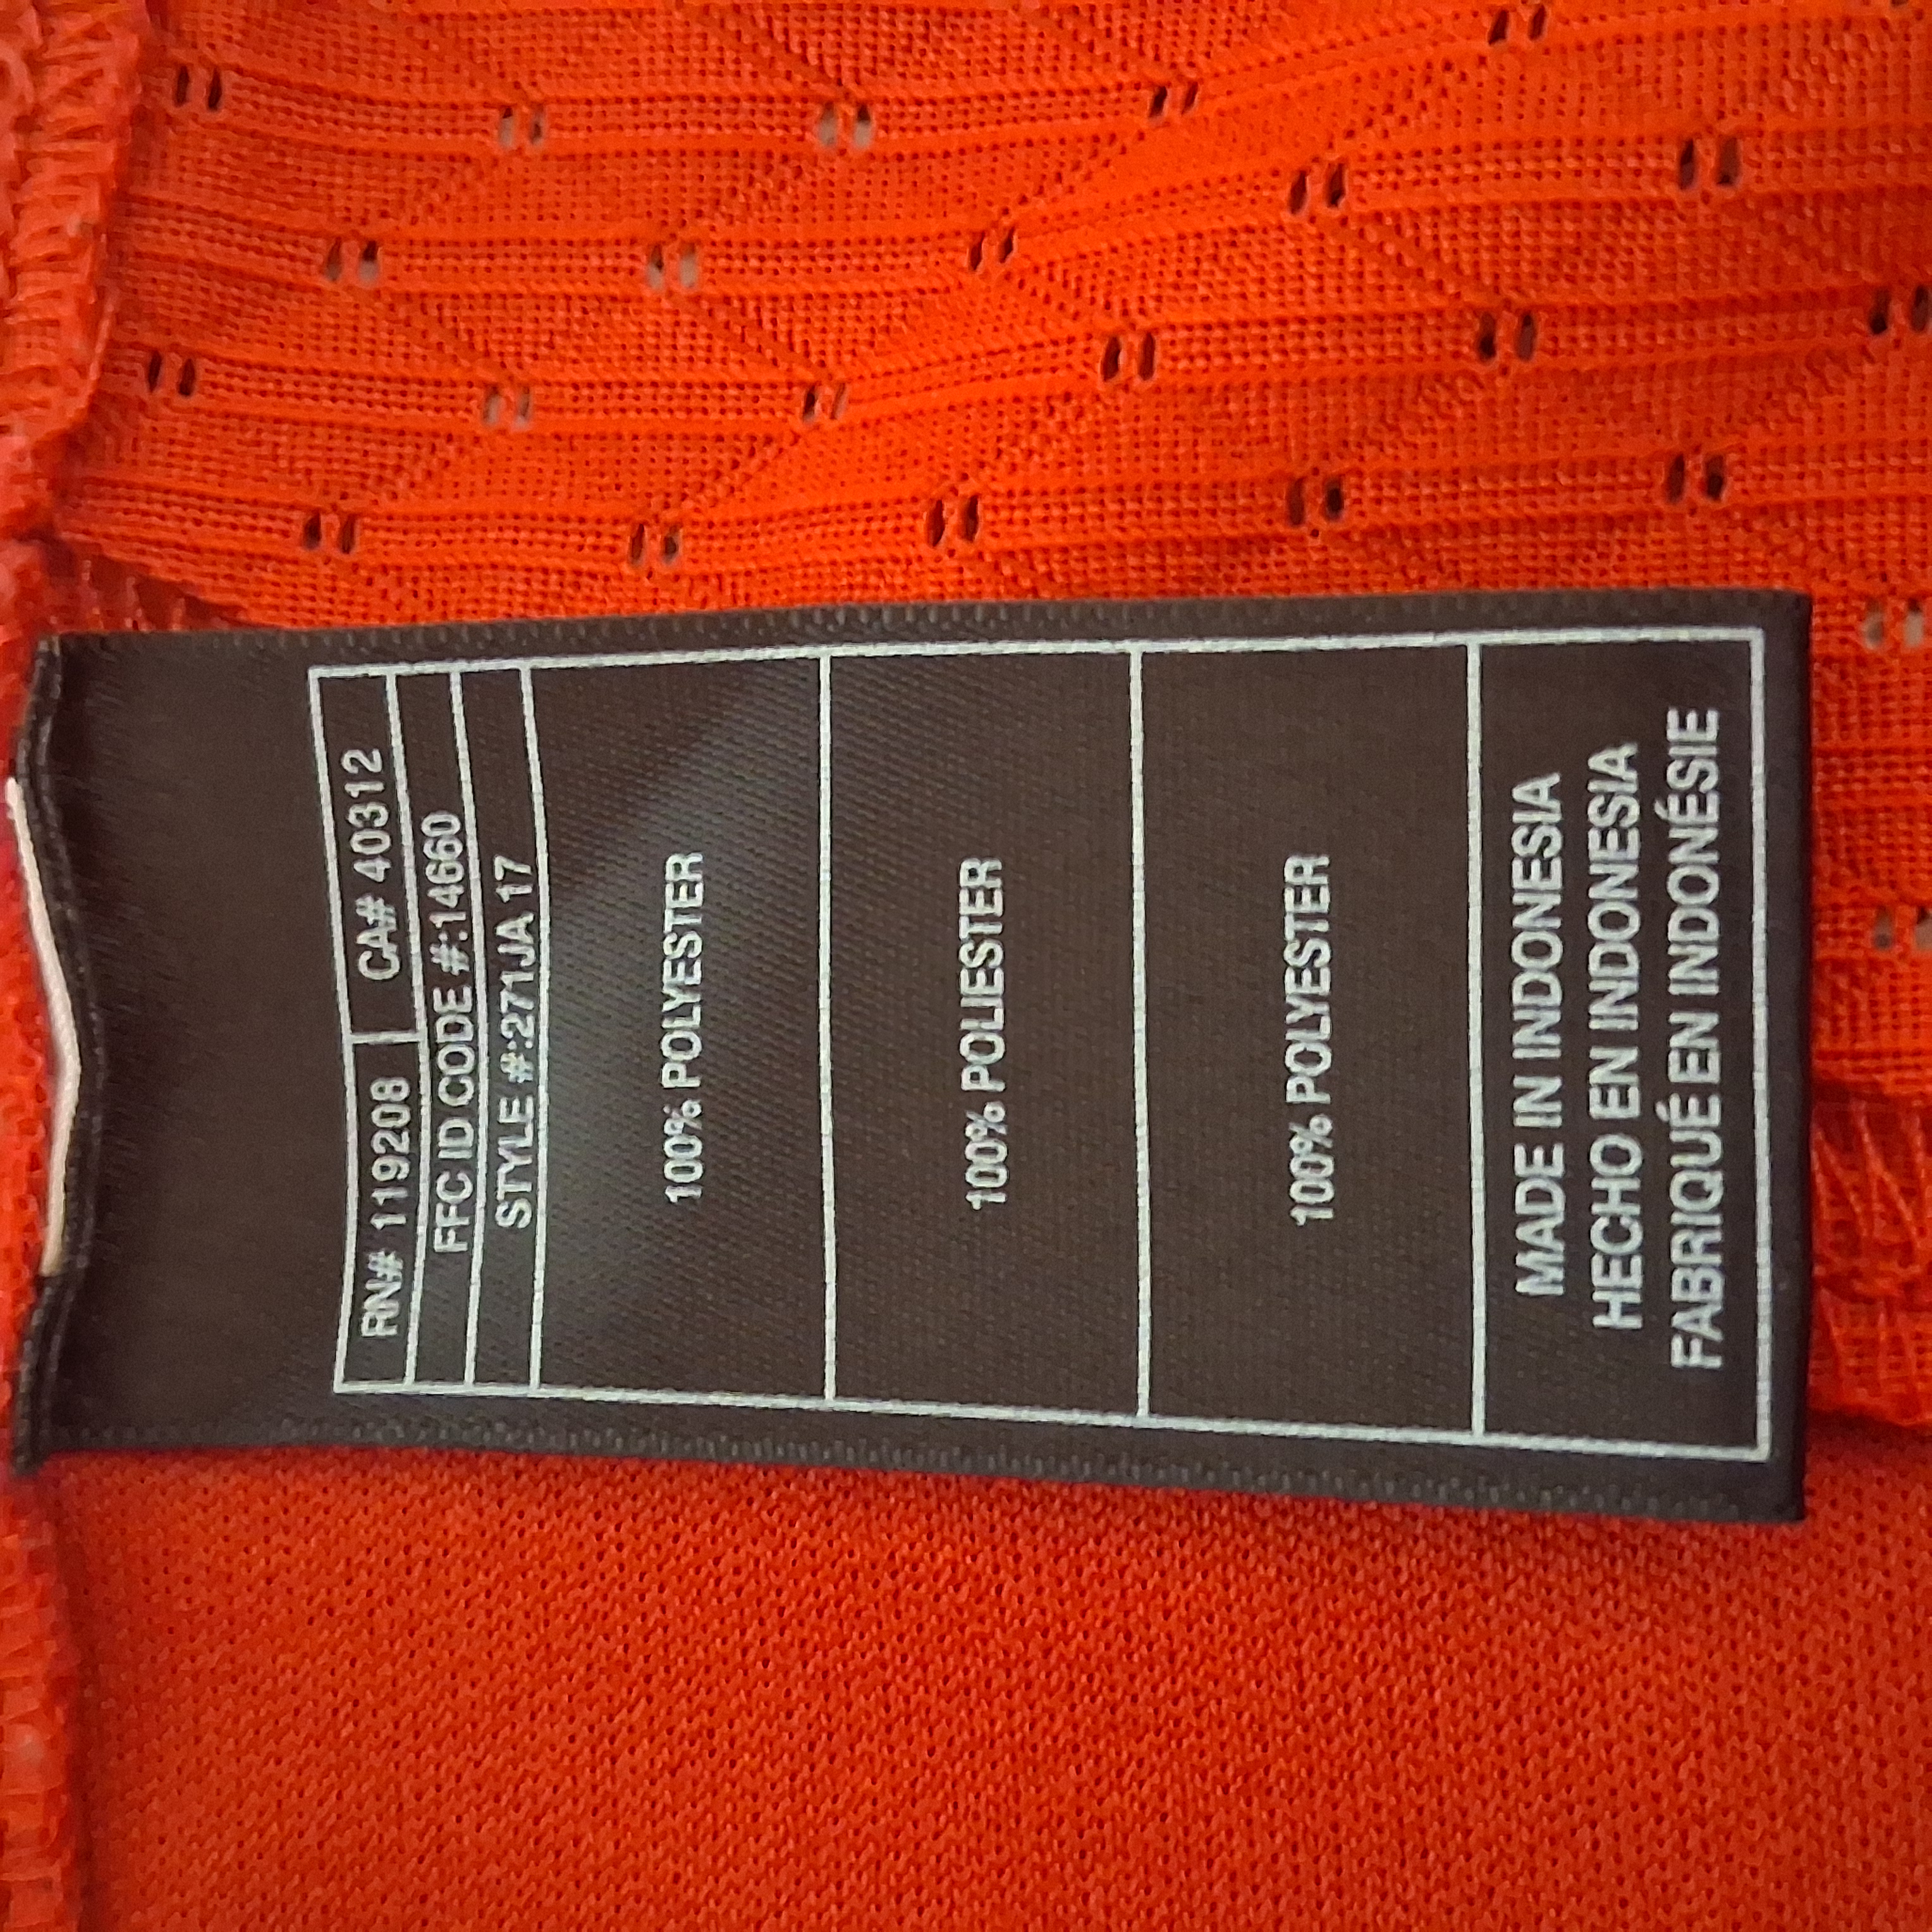 RN# 119208 CA# 40312
FFC ID CODE #:14660
STYLE #:271JA 17
100% POLYESTER
100% POLIESTER
100% POLYESTER
MADE IN INDONESIA
HECHO EN INDONESIA
FABRIQUÉ EN INDONÉSIE